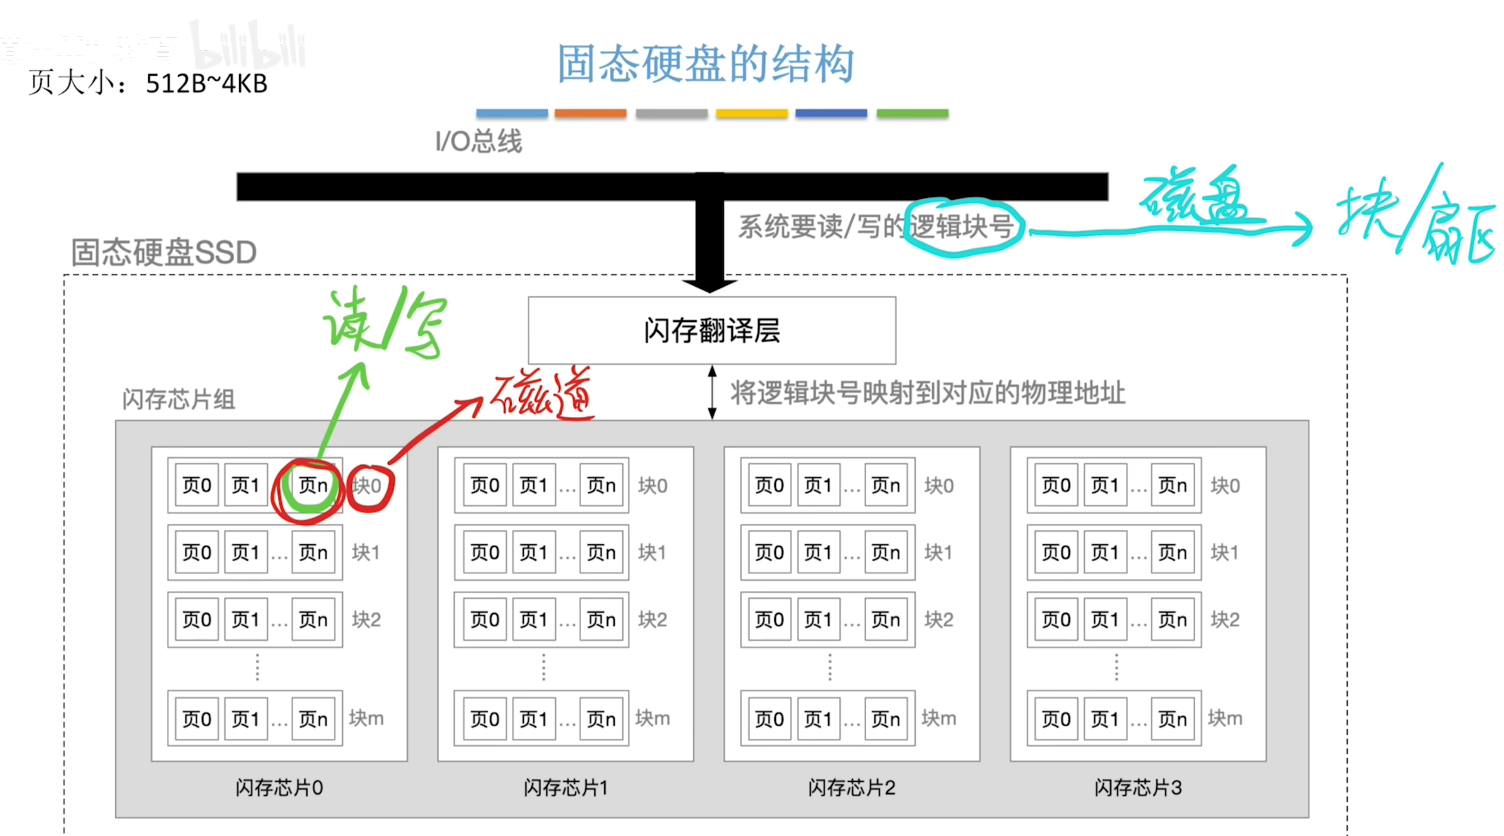 bilibili
固态硬盘的结构
页大小：512B~4KB
I/O总线
系统要读/写的逻辑块号
磁盘
块/扇区
固态硬盘SSD
读/写
闪存翻译层
磁道
将逻辑块号映射到对应的物理地址
闪存芯片组
页0 页1 页n 块0
页0 页1 … 页n 块0
页0 页1 … 页n 块0
页0 页1 … 页n 块0
页0 页1 … 页n 块1
页0 页1 … 页n 块1
页0 页1 … 页n 块1
页0 页1 … 页n 块1
页0 页1 … 页n 块2
页0 页1 … 页n 块2
页0 页1 … 页n 块2
页0 页1 … 页n 块2
页0 页1 … 页n 块m
页0 页1 … 页n 块m
页0 页1 … 页n 块m
页0 页1 … 页n 块m
闪存芯片0
闪存芯片1
闪存芯片2
闪存芯片3